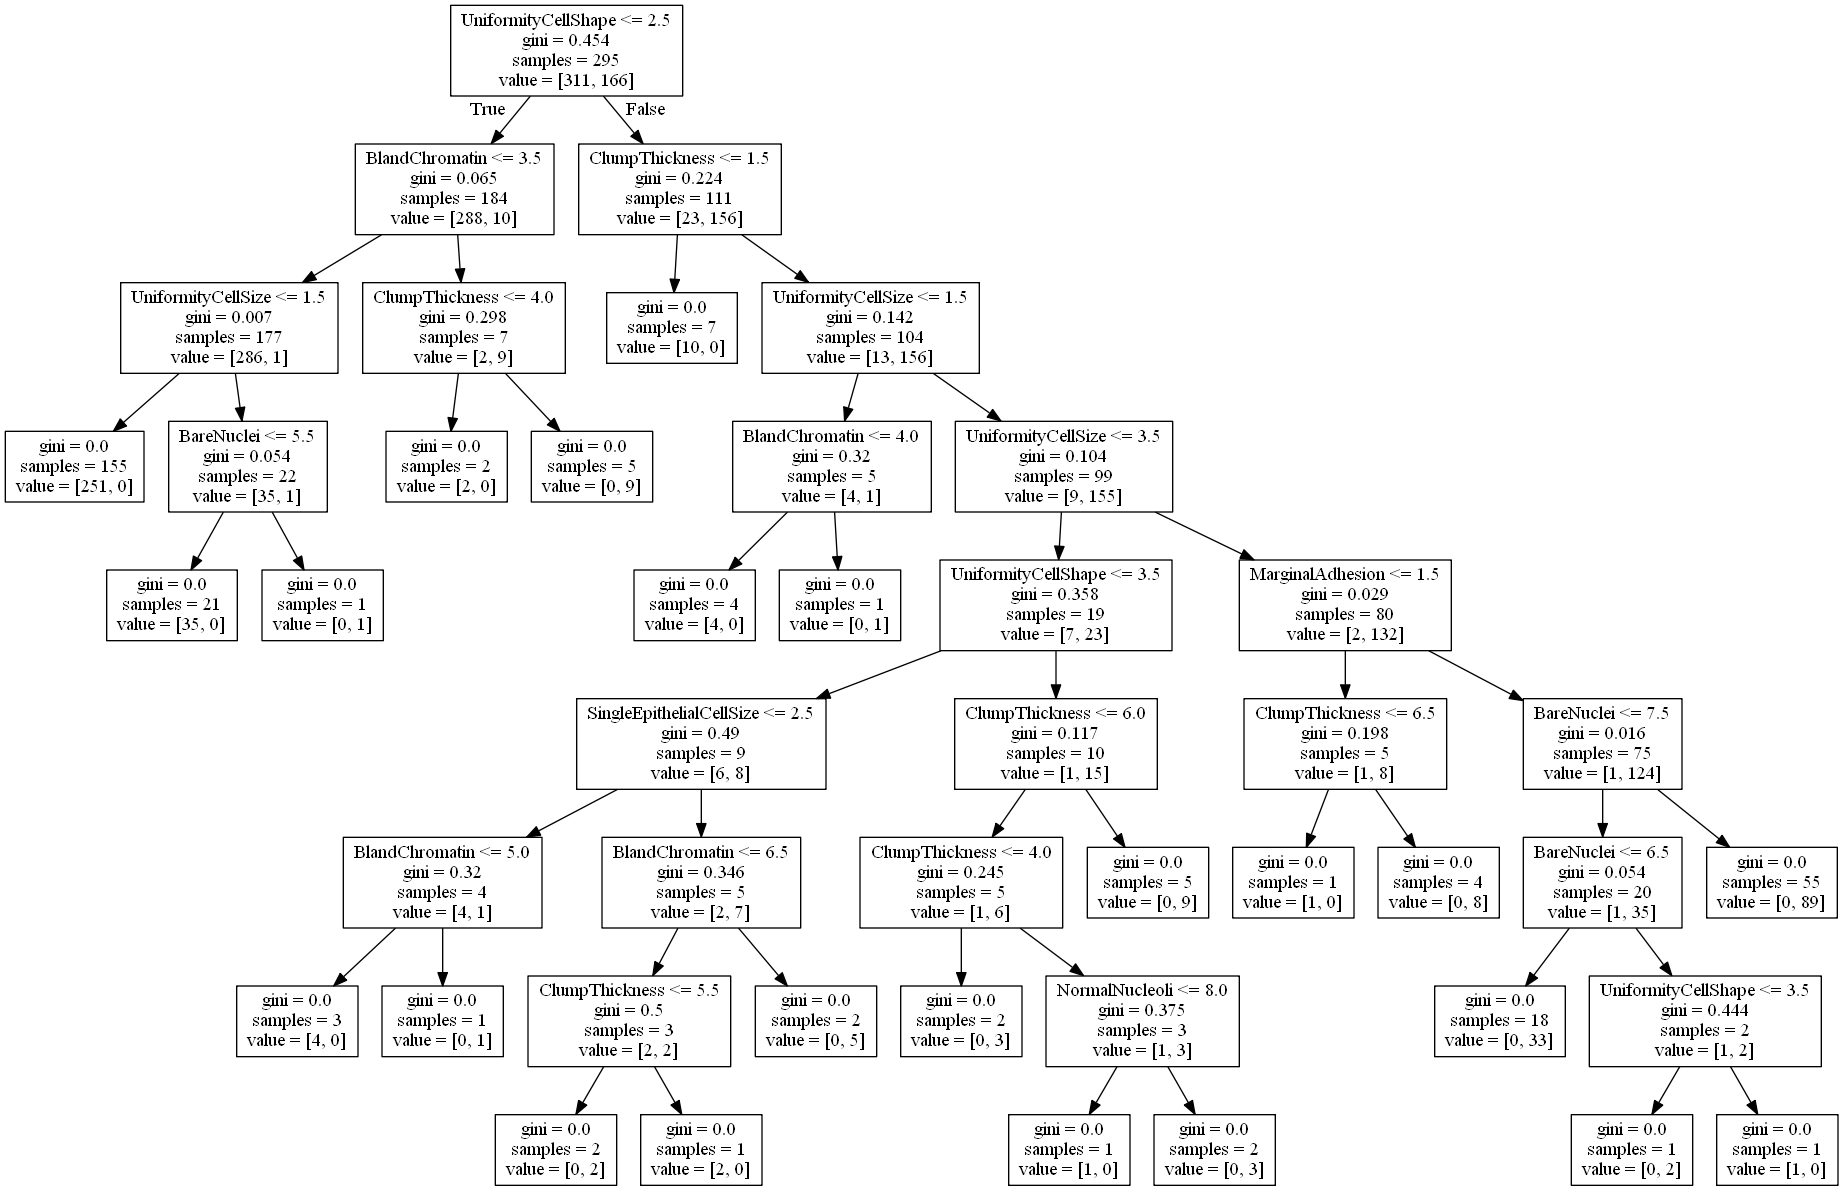 UniformityCellShape <= 2.5
gini = 0.454
samples = 295
value = [311, 166]
True
False
BlandChromatin <= 3.5
gini = 0.065
samples = 184
value = [288, 10]
ClumpThickness <= 1.5
gini = 0.224
samples = 111
value = [23, 156]
UniformityCellSize <= 1.5
gini = 0.007
samples = 177
value = [286, 1]
ClumpThickness <= 4.0
gini = 0.298
samples = 7
value = [2, 9]
gini = 0.0
samples = 7
value = [10, 0]
UniformityCellSize <= 1.5
gini = 0.142
samples = 104
value = [13, 156]
gini = 0.0
samples = 155
value = [251, 0]
BareNuclei <= 5.5
gini = 0.054
samples = 22
value = [35, 1]
gini = 0.0
samples = 2
value = [2, 0]
gini = 0.0
samples = 5
value = [0, 9]
BlandChromatin <= 4.0
gini = 0.32
samples = 5
value = [4, 1]
UniformityCellSize <= 3.5
gini = 0.104
samples = 99
value = [9, 155]
gini = 0.0
samples = 21
value = [35, 0]
gini = 0.0
samples = 1
value = [0, 1]
gini = 0.0
samples = 4
value = [4, 0]
gini = 0.0
samples = 1
value = [0, 1]
UniformityCellShape <= 3.5
gini = 0.358
samples = 19
value = [7, 23]
MarginalAdhesion <= 1.5
gini = 0.029
samples = 80
value = [2, 132]
SingleEpithelialCellSize <= 2.5
gini = 0.49
samples = 9
value = [6, 8]
ClumpThickness <= 6.0
gini = 0.117
samples = 10
value = [1, 15]
ClumpThickness <= 6.5
gini = 0.198
samples = 5
value = [1, 8]
BareNuclei <= 7.5
gini = 0.016
samples = 75
value = [1, 124]
BlandChromatin <= 5.0
gini = 0.32
samples = 4
value = [4, 1]
BlandChromatin <= 6.5
gini = 0.346
samples = 5
value = [2, 7]
ClumpThickness <= 4.0
gini = 0.245
samples = 5
value = [1, 6]
gini = 0.0
samples = 5
value = [0, 9]
gini = 0.0
samples = 1
value = [1, 0]
gini = 0.0
samples = 4
value = [0, 8]
BareNuclei <= 6.5
gini = 0.054
samples = 20
value = [1, 35]
gini = 0.0
samples = 55
value = [0, 89]
gini = 0.0
samples = 3
value = [4, 0]
gini = 0.0
samples = 1
value = [0, 1]
ClumpThickness <= 5.5
gini = 0.5
samples = 3
value = [2, 2]
gini = 0.0
samples = 2
value = [0, 5]
gini = 0.0
samples = 2
value = [0, 3]
NormalNucleoli <= 8.0
gini = 0.375
samples = 3
value = [1, 3]
gini = 0.0
samples = 18
value = [0, 33]
UniformityCellShape <= 3.5
gini = 0.444
samples = 2
value = [1, 2]
gini = 0.0
samples = 2
value = [0, 2]
gini = 0.0
samples = 1
value = [2, 0]
gini = 0.0
samples = 1
value = [1, 0]
gini = 0.0
samples = 2
value = [0, 3]
gini = 0.0
samples = 1
value = [0, 2]
gini = 0.0
samples = 1
value = [1, 0]